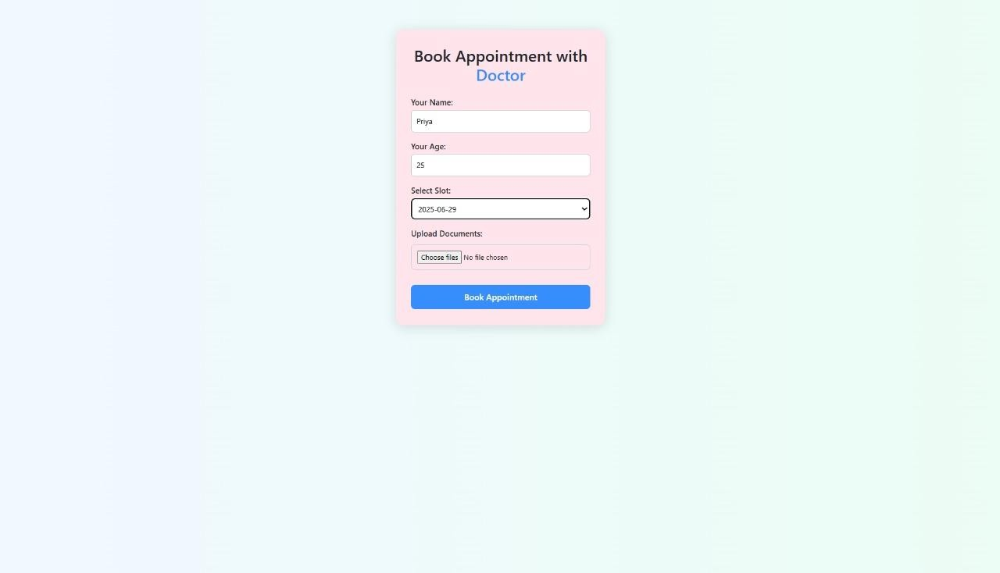 Book Appointment with
Doctor
Your Name:
Priya
Your Age:
25
Select Slot:
2025-06-29
Upload Documents:
Choose files No file chosen
Book Appointment